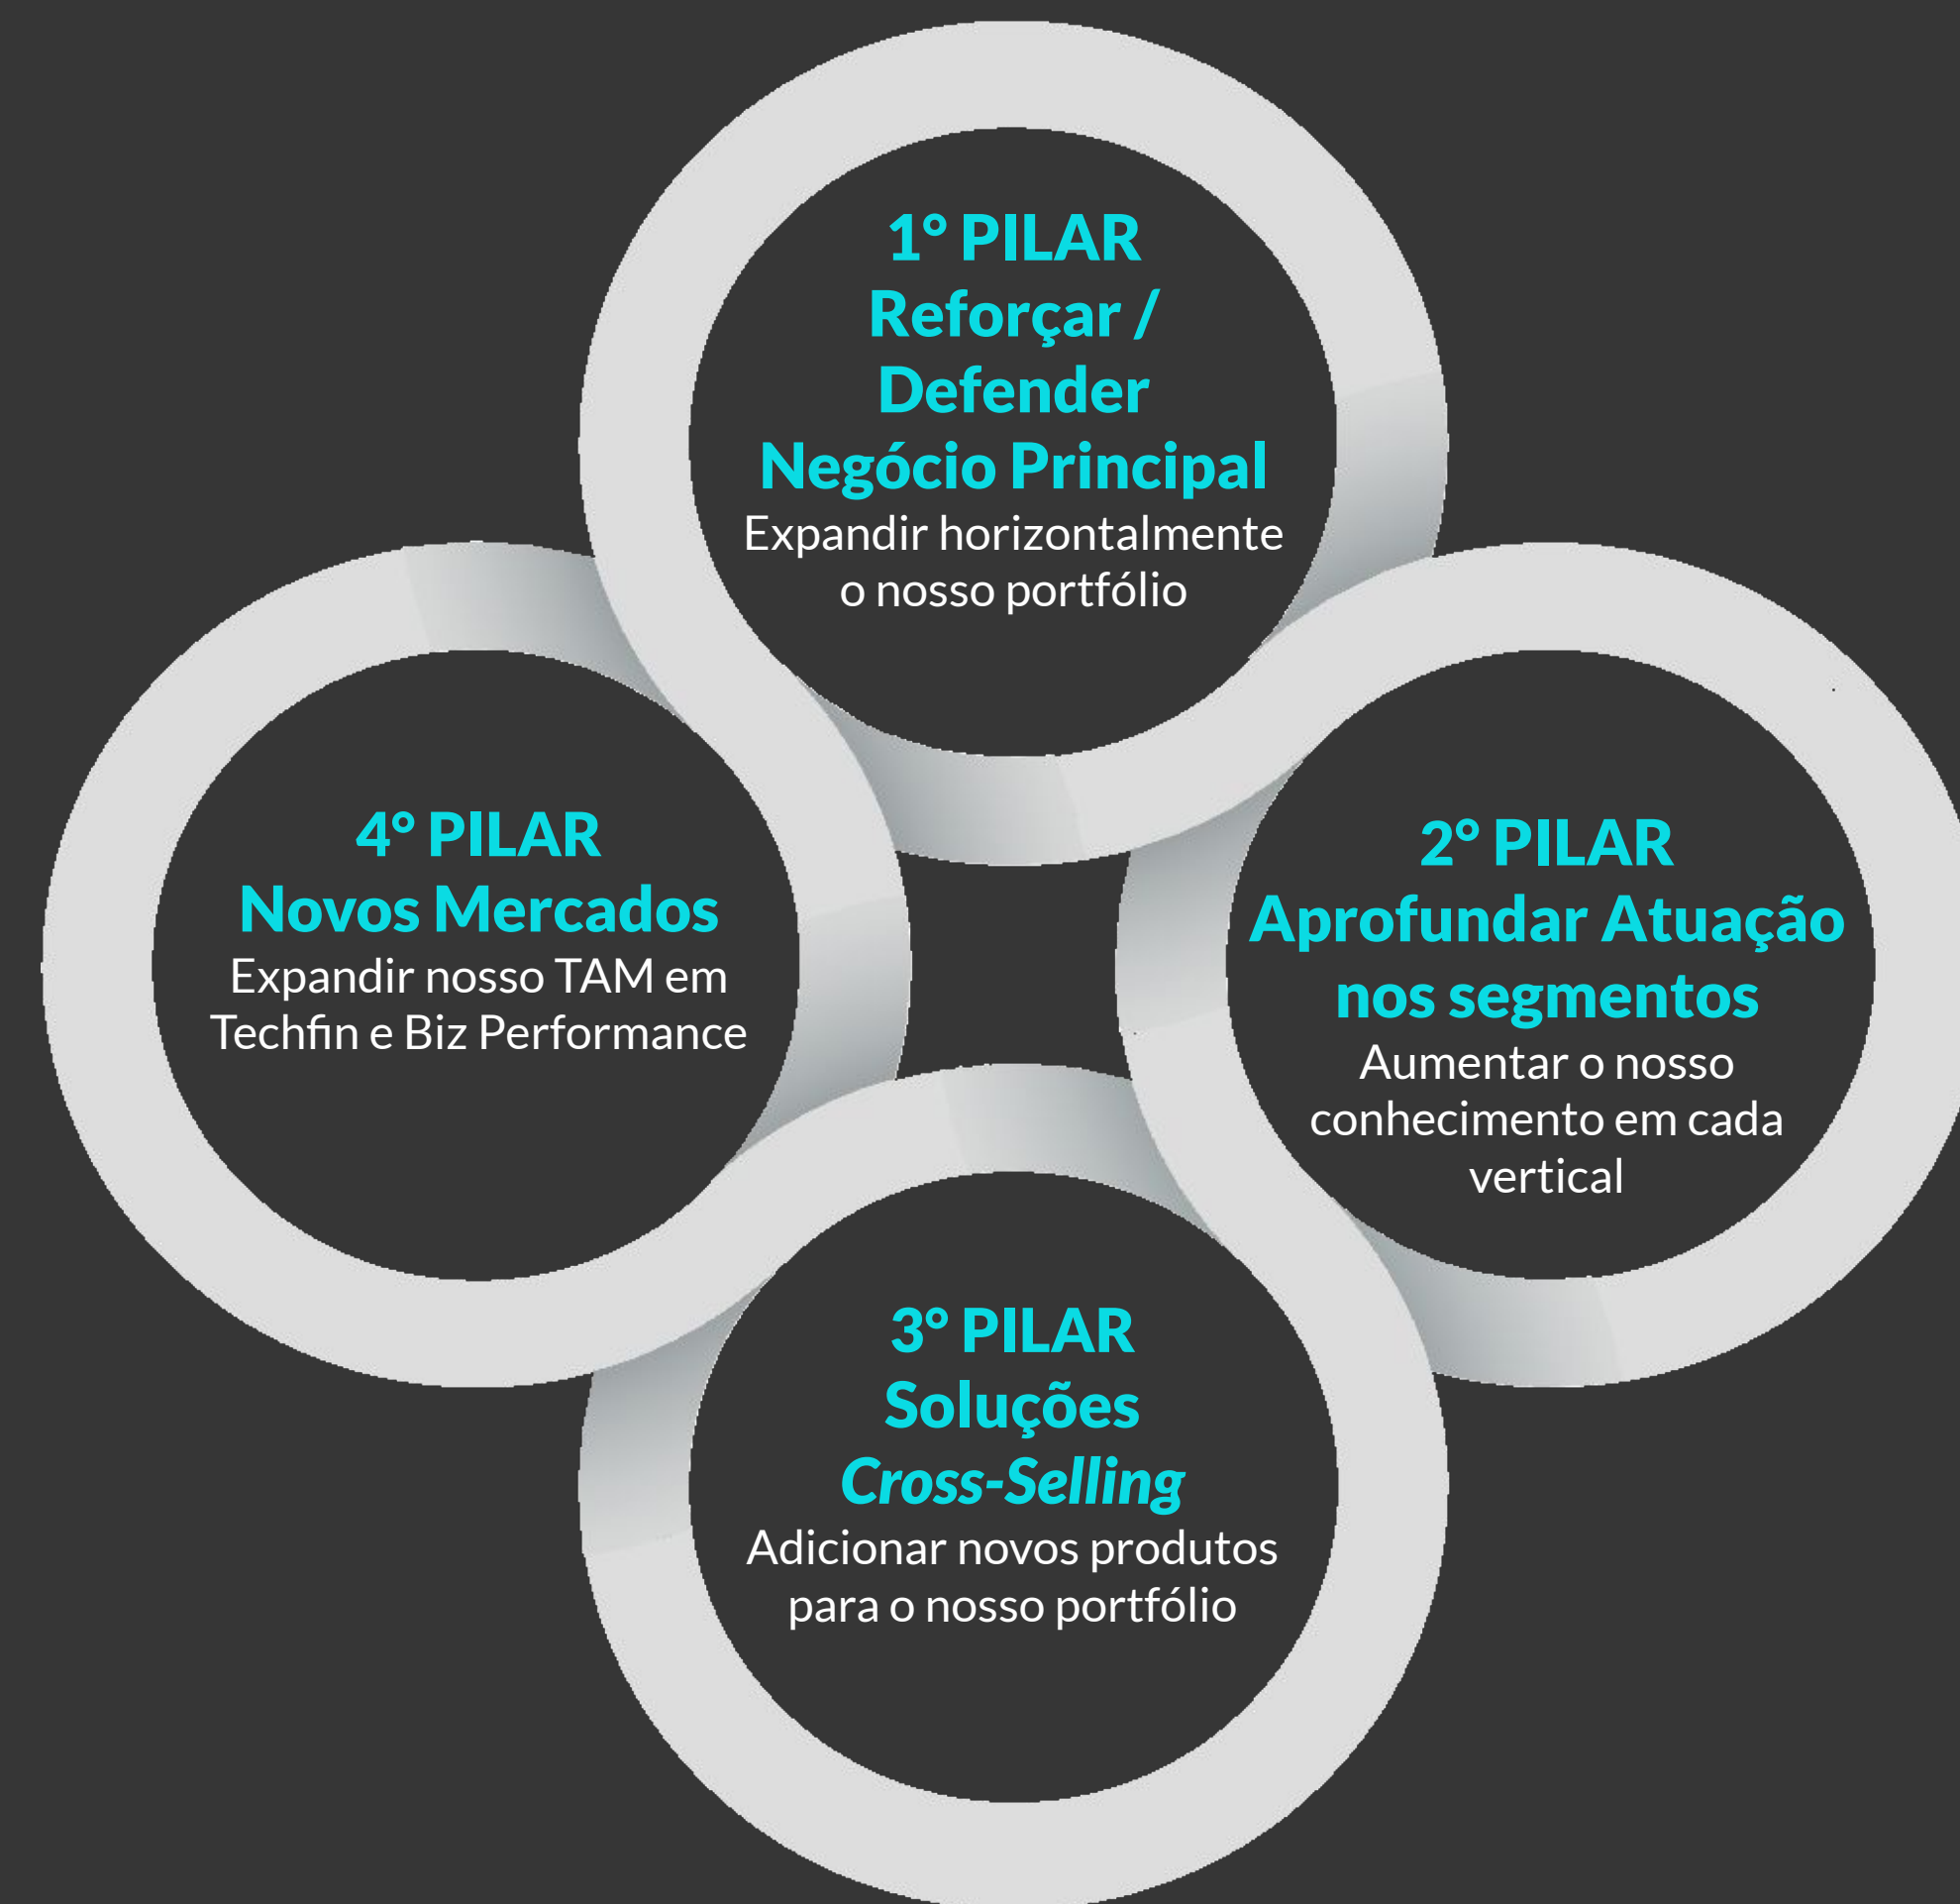 1° PILAR
Reforçar /
Defender
Negócio Principal
Expandir horizontalmente
o nosso portfólio
2° PILAR
Aprofundar Atuação
nos segmentos
Aumentar o nosso
conhecimento em cada
vertical
3° PILAR
Soluções
Cross-Selling
Adicionar novos produtos
para o nosso portfólio
4° PILAR
Novos Mercados
Expandir nosso TAM em
Techfin e Biz Performance